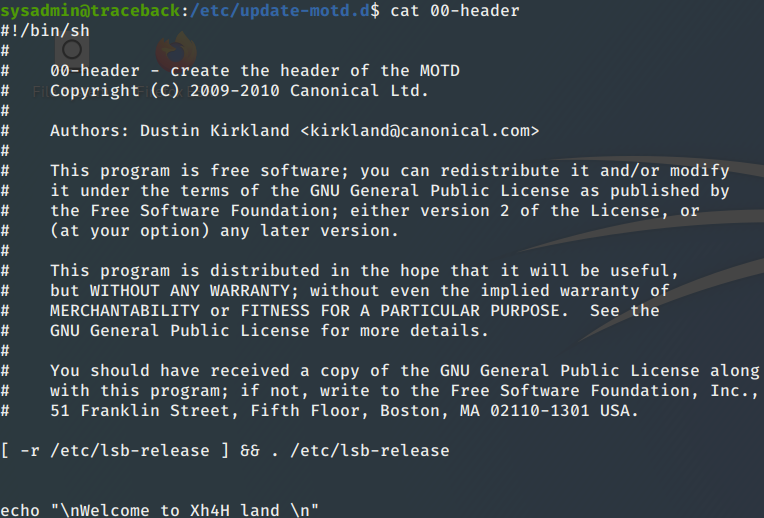 sysadmin@traceback:/etc/update-motd.d$ cat 00-header
#!/bin/sh
#
#    00-header - create the header of the MOTD
#    Copyright (C) 2009-2010 Canonical Ltd.
#
#    Authors: Dustin Kirkland <kirkland@canonical.com>
#
#    This program is free software; you can redistribute it and/or modify
#    it under the terms of the GNU General Public License as published by
#    the Free Software Foundation; either version 2 of the License, or
#    (at your option) any later version.
#
#    This program is distributed in the hope that it will be useful,
#    but WITHOUT ANY WARRANTY; without even the implied warranty of
#    MERCHANTABILITY or FITNESS FOR A PARTICULAR PURPOSE.  See the
#    GNU General Public License for more details.
#
#    You should have received a copy of the GNU General Public License along
#    with this program; if not, write to the Free Software Foundation, Inc.,
#    51 Franklin Street, Fifth Floor, Boston, MA 02110-1301 USA.

[ -r /etc/lsb-release ] && . /etc/lsb-release


echo "\nWelcome to Xh4H land \n"